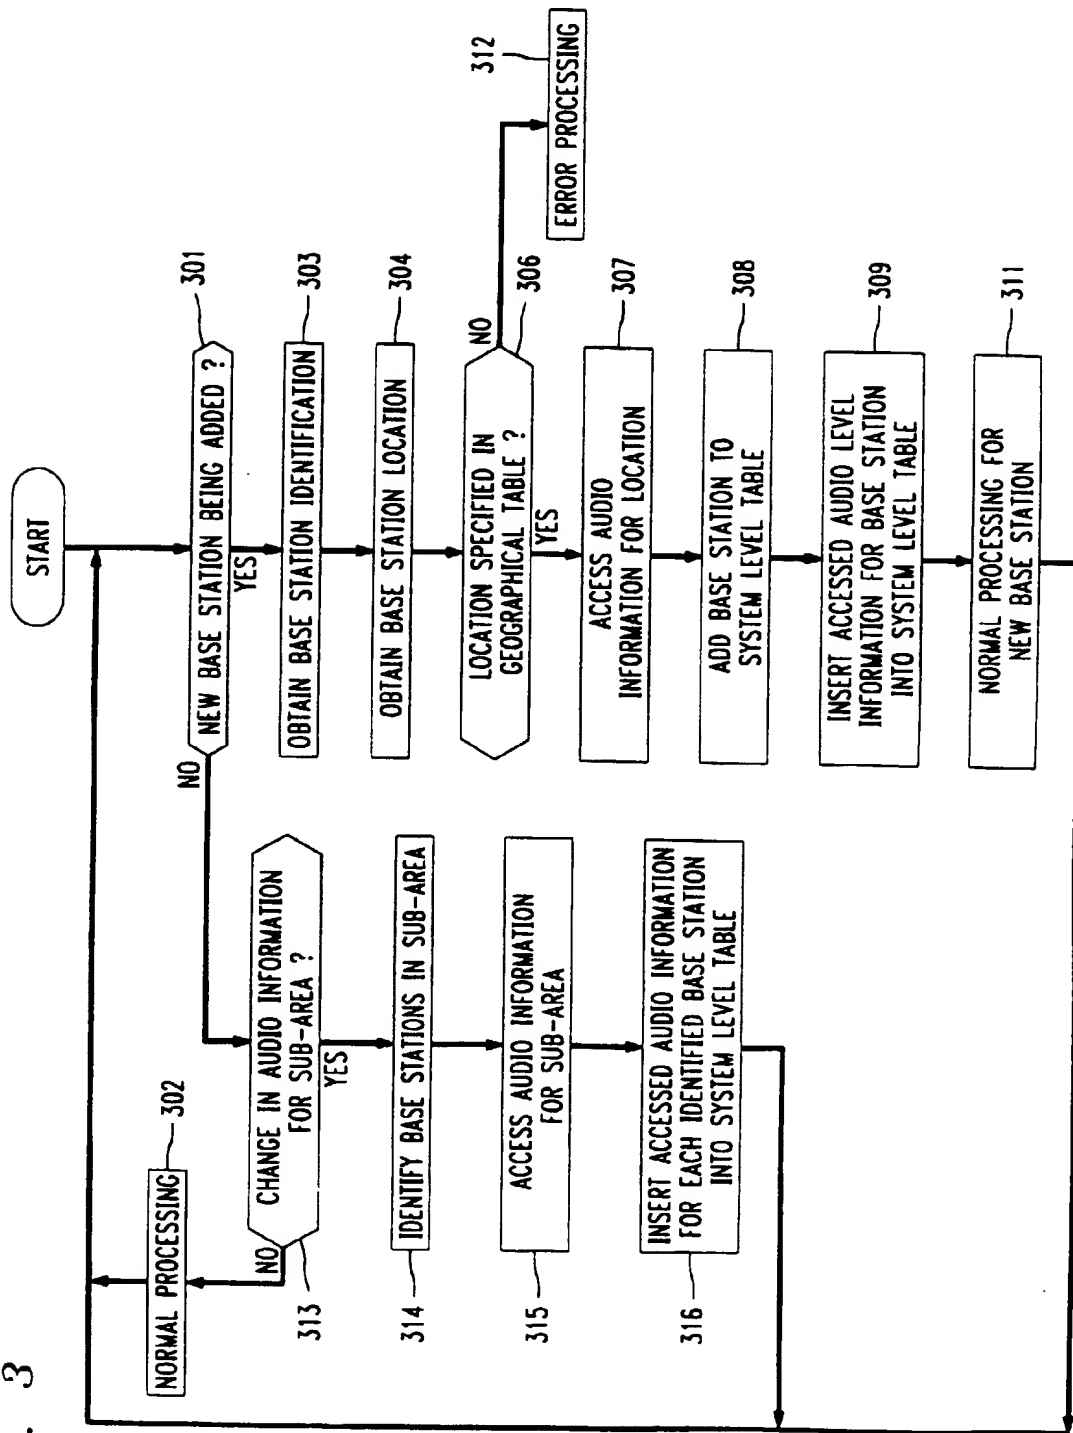 . 3
START
NEW BASE STATION BEING ADDED ?
301
NO
YES
OBTAIN BASE STATION IDENTIFICATION
303
OBTAIN BASE STATION LOCATION
304
LOCATION SPECIFIED IN
GEOGRAPHICAL TABLE ?
306
NO
YES
ERROR PROCESSING
312
ACCESS AUDIO
INFORMATION FOR LOCATION
307
ADD BASE STATION TO
SYSTEM LEVEL TABLE
308
INSERT ACCESSED AUDIO LEVEL
INFORMATION FOR BASE STATION
INTO SYSTEM LEVEL TABLE
309
NORMAL PROCESSING FOR
NEW BASE STATION
311
NORMAL PROCESSING
302
CHANGE IN AUDIO INFORMATION
FOR SUB-AREA ?
313
NO
YES
IDENTIFY BASE STATIONS IN SUB-AREA
314
ACCESS AUDIO INFORMATION
FOR SUB-AREA
315
INSERT ACCESSED AUDIO INFORMATION
FOR EACH IDENTIFIED BASE STATION
INTO SYSTEM LEVEL TABLE
316